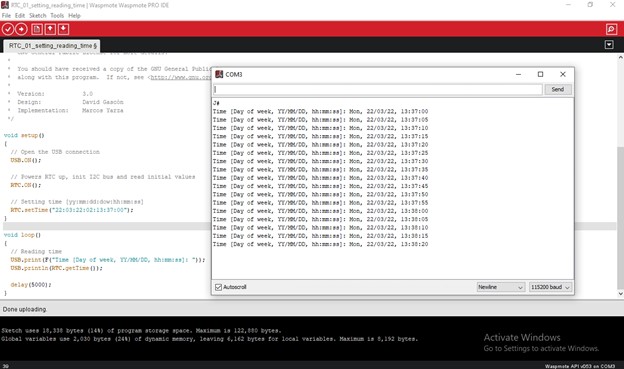 RTC_01_setting_reading_time | Waspmote Waspmote PRO IDE
File Edit Sketch Tools Help
RTC_01_setting_reading_time §
*
* You should have received a copy of the GNU General Publi
* along with this program. If not, see <http://www.gnu.or
*
* Version: 3.0
* Design: David Gascón
* Implementation: Marcos Yarza
*/
void setup()
{
// Open the USB connection
USB.ON();
// Powers RTC up, init I2C bus and read initial values
RTC.ON();
// Setting time [yy:mm:dd:dow:hh:mm:ss]
RTC.setTime("22:03:22:02:13:37:00");
}
void loop()
{
// Reading time
USB.print(F("Time [Day of week, YY/MM/DD, hh:mm:ss]: "));
USB.println(RTC.getTime());
delay(5000);
}
COM3
Send
J#
Time [Day of week, YY/MM/DD, hh:mm:ss]: Mon, 22/03/22, 13:37:00
Time [Day of week, YY/MM/DD, hh:mm:ss]: Mon, 22/03/22, 13:37:05
Time [Day of week, YY/MM/DD, hh:mm:ss]: Mon, 22/03/22, 13:37:10
Time [Day of week, YY/MM/DD, hh:mm:ss]: Mon, 22/03/22, 13:37:15
Time [Day of week, YY/MM/DD, hh:mm:ss]: Mon, 22/03/22, 13:37:20
Time [Day of week, YY/MM/DD, hh:mm:ss]: Mon, 22/03/22, 13:37:25
Time [Day of week, YY/MM/DD, hh:mm:ss]: Mon, 22/03/22, 13:37:30
Time [Day of week, YY/MM/DD, hh:mm:ss]: Mon, 22/03/22, 13:37:35
Time [Day of week, YY/MM/DD, hh:mm:ss]: Mon, 22/03/22, 13:37:40
Time [Day of week, YY/MM/DD, hh:mm:ss]: Mon, 22/03/22, 13:37:45
Time [Day of week, YY/MM/DD, hh:mm:ss]: Mon, 22/03/22, 13:37:50
Time [Day of week, YY/MM/DD, hh:mm:ss]: Mon, 22/03/22, 13:37:55
Time [Day of week, YY/MM/DD, hh:mm:ss]: Mon, 22/03/22, 13:38:00
Time [Day of week, YY/MM/DD, hh:mm:ss]: Mon, 22/03/22, 13:38:05
Time [Day of week, YY/MM/DD, hh:mm:ss]: Mon, 22/03/22, 13:38:10
Time [Day of week, YY/MM/DD, hh:mm:ss]: Mon, 22/03/22, 13:38:15
Time [Day of week, YY/MM/DD, hh:mm:ss]: Mon, 22/03/22, 13:38:20
Autoscroll
Newline
115200 baud
Done uploading.
Sketch uses 18,338 bytes (14%) of program storage space. Maximum is 122,880 bytes.
Global variables use 2,030 bytes (24%) of dynamic memory, leaving 6,162 bytes for local variables. Maximum is 8,192 bytes.
Activate Windows
Go to Settings to activate Windows.
39
Waspmote API v053 on COM3